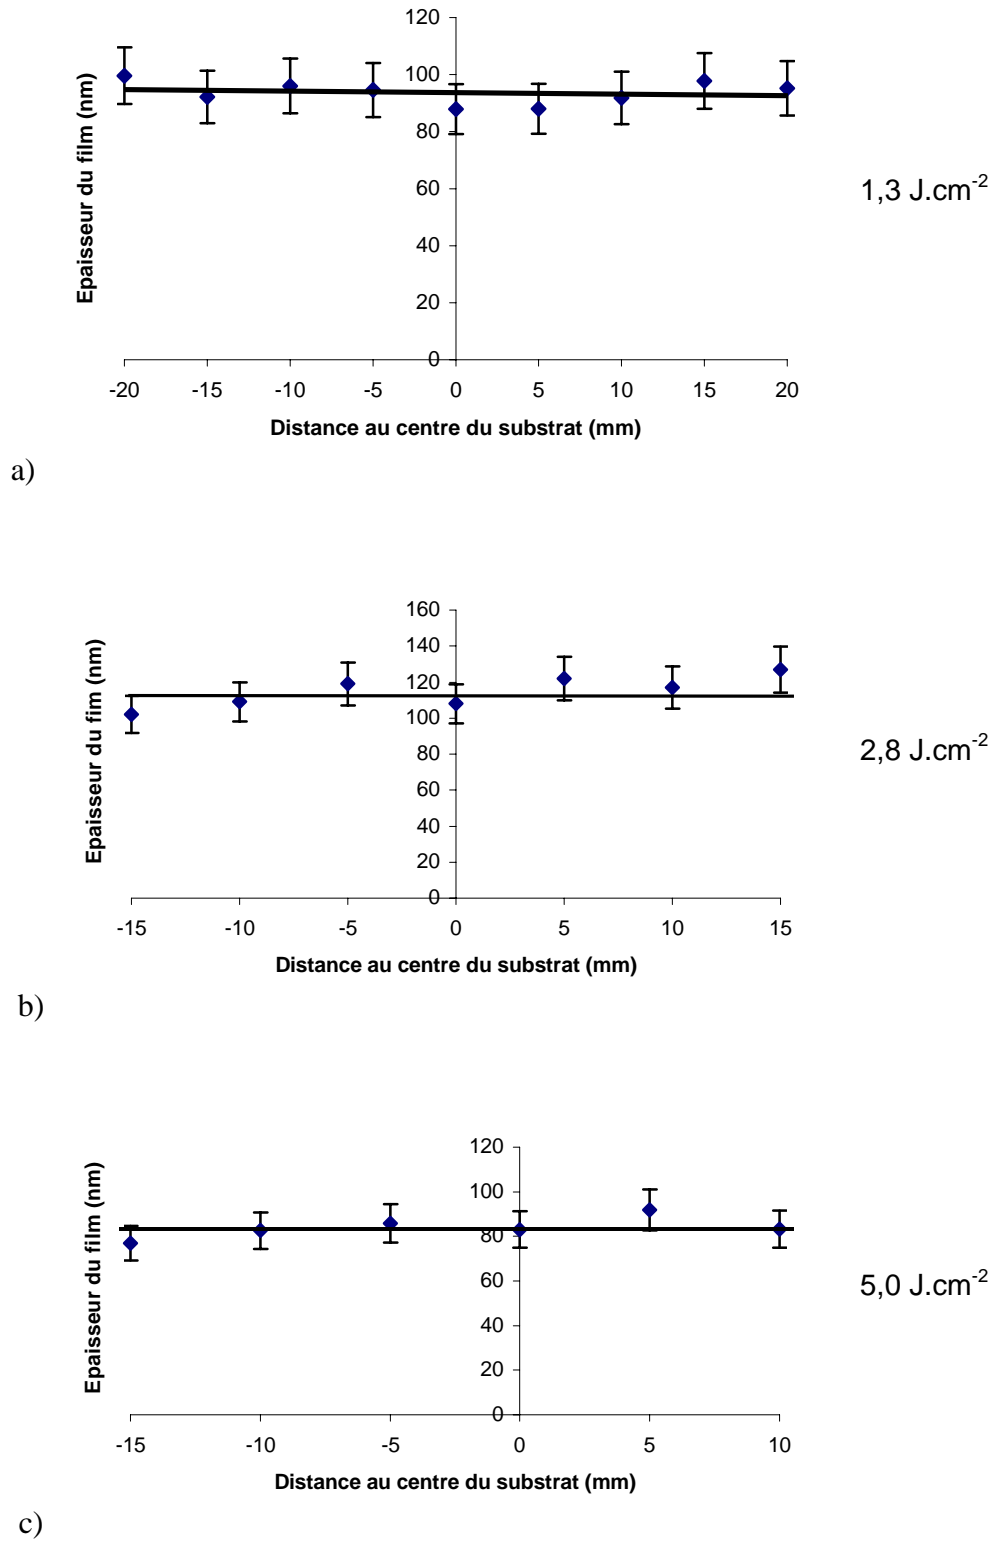 120
100
80
60
40
20
0
Epaisseur du film (nm)
-20 -15 -10 -5 0 5 10 15 20
Distance au centre du substrat (mm)
1,3 J.cm-2
a)
160
140
120
100
80
60
40
20
0
Epaisseur du fim (nm)
-15 -10 -5 0 5 10 15
Distance au centre du substrat (mm)
2,8 J.cm-2
b)
120
100
80
60
40
20
0
Epaisseur du film (nm)
-15 -10 -5 0 5 10
Distance au centre du substrat (mm)
5,0 J.cm-2
c)